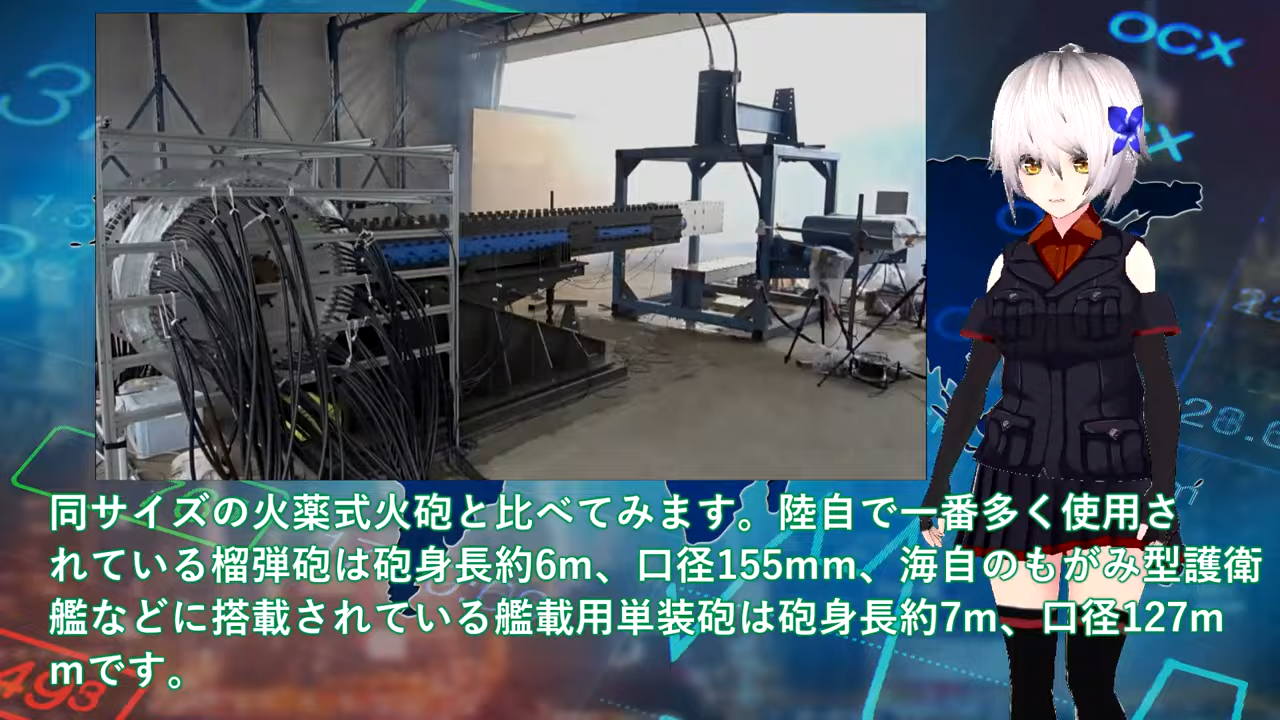 OCX
同サイズの火薬式火砲と比べてみます。陸自で一番多く使用さ
れている榴弾砲は砲身長約6m、口径155mm、海自のもがみ型護衛
艦などに搭載されている艦載用単装砲は砲身長約7m、口径127m
mです。
493